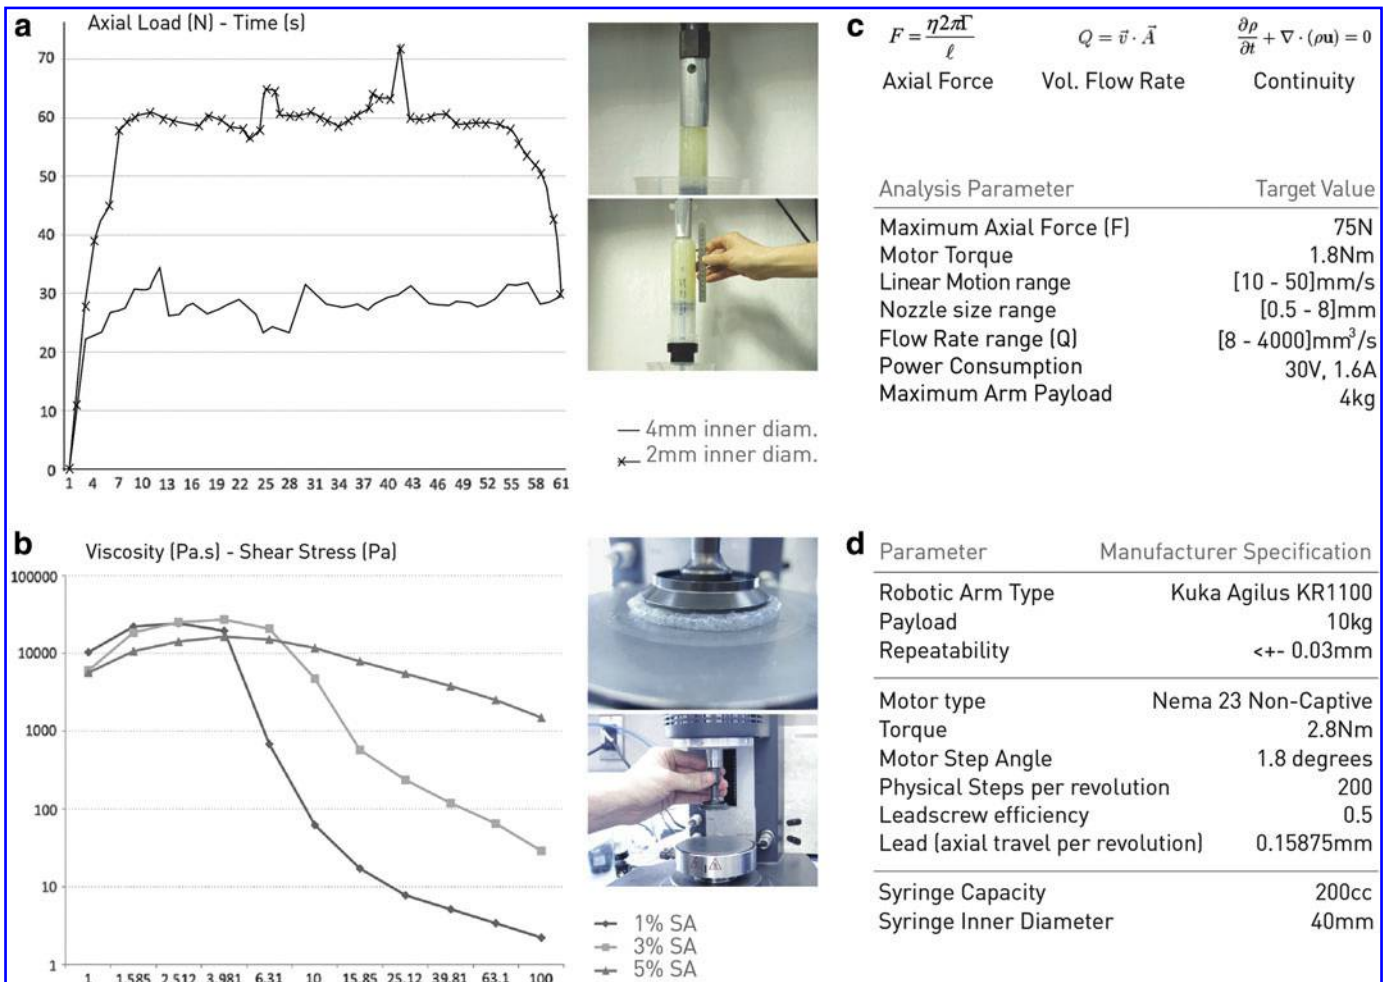 a
Axial Load (N) - Time (s)
70
60
50
40
30
20
10
0
1 4 7 10 13 16 19 22 25 28 31 34 37 40 43 46 49 52 55 58 61
4mm inner diam.
2mm inner diam.
b
Viscosity (Pa.s) - Shear Stress (Pa)
100000
10000
1000
100
10
1
1 1.585 2.512 3.981 6.31 10 15.85 25.12 39.81 63.1 100
1% SA
3% SA
5% SA
c
F = η2πlΓ / ℓ
Q = v⃗ · A⃗
∂ρ/∂t + ∇ · (ρu) = 0
Axial Force Vol. Flow Rate Continuity
Analysis Parameter Target Value
Maximum Axial Force (F) 75N
Motor Torque 1.8Nm
Linear Motion range [10 - 50]mm/s
Nozzle size range [0.5 - 8]mm
Flow Rate range (Q) [8 - 4000]mm³/s
Power Consumption 30V, 1.6A
Maximum Arm Payload 4kg
d
Parameter Manufacturer Specification
Robotic Arm Type Kuka Agilus KR1100
Payload 10kg
Repeatability <+- 0.03mm
Motor type Nema 23 Non-Captive
Torque 2.8Nm
Motor Step Angle 1.8 degrees
Physical Steps per revolution 200
Leadscrew efficiency 0.5
Lead (axial travel per revolution) 0.15875mm
Syringe Capacity 200cc
Syringe Inner Diameter 40mm